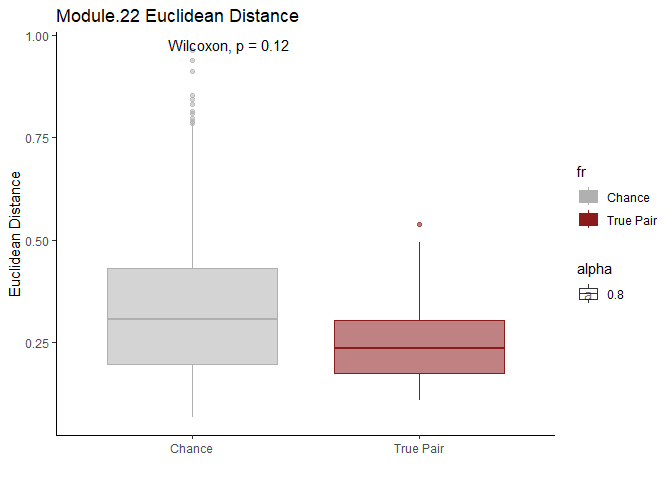 Module.22 Euclidean Distance
Wilcoxon, p = 0.12
1.00
0.75
0.50
0.25
Euclidean Distance
Chance
True Pair
fr
Chance
True Pair
alpha
a
0.8